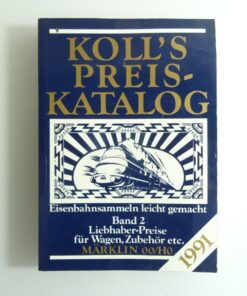 KOLL'S
PREIS-
KATALOG
Eisenbahnsammeln leicht gemacht
Band 2
Liebhaber-Preise
für Wagen, Zubehör etc.
MÄRKLIN 00/H0
1991